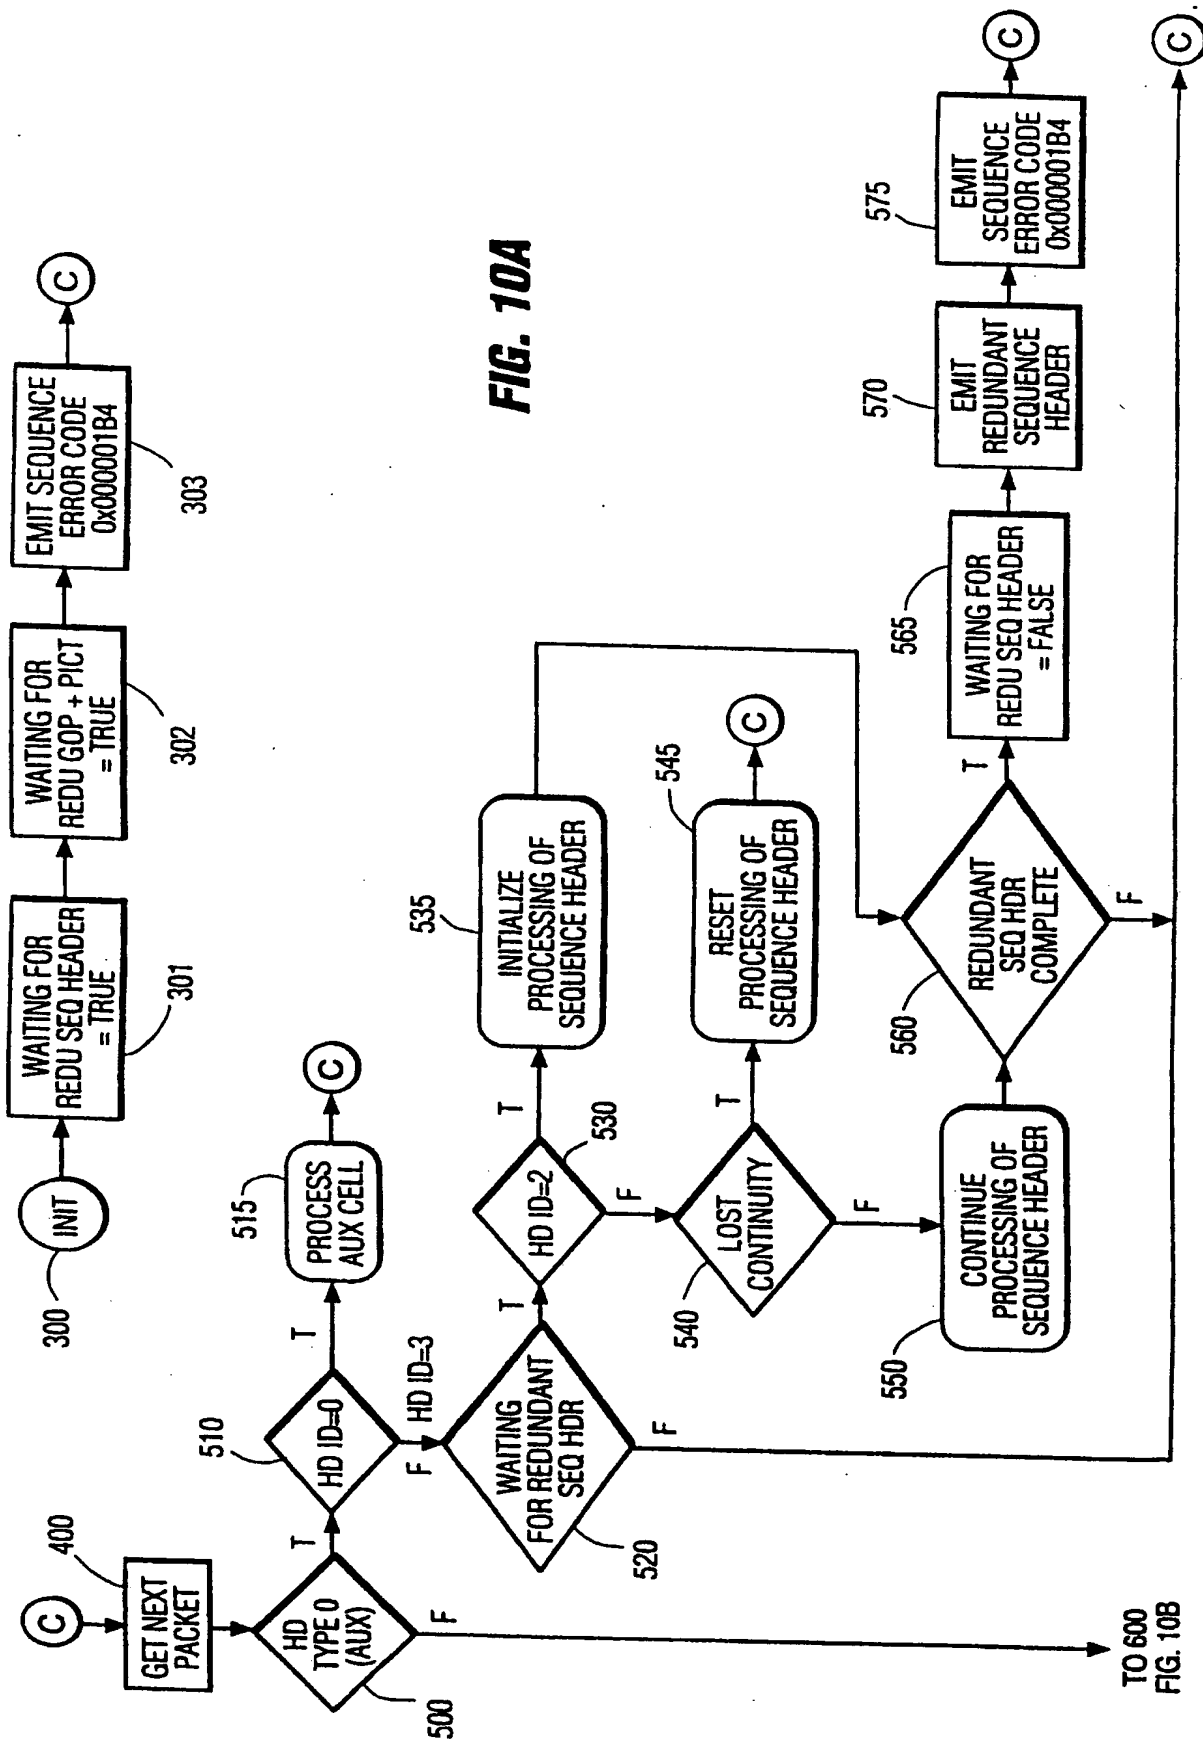 300
INIT
WAITING FOR
REDU SEQ HEADER
= TRUE
301
WAITING FOR
REDU GOP + PICT
= TRUE
302
EMIT SEQUENCE
ERROR CODE
0x000001B4
303
C
FIG. 10A
C
400
GET NEXT
PACKET
500
HD
TYPE 0
(AUX)
T
F
TO 600
FIG. 10B
510
HD ID=0
T
F
HD ID=3
515
PROCESS
AUX CELL
C
520
WAITING
FOR REDUNDANT
SEQ HDR
T
F
530
HD ID=2
T
F
535
INITIALIZE
PROCESSING OF
SEQUENCE HEADER
540
LOST
CONTINUITY
T
F
545
RESET
PROCESSING OF
SEQUENCE HEADER
C
550
CONTINUE
PROCESSING OF
SEQUENCE HEADER
560
REDUNDANT
SEQ HDR
COMPLETE
T
F
565
WAITING FOR
REDU SEQ HEADER
= FALSE
570
EMIT
REDUNDANT
SEQUENCE
HEADER
575
EMIT
SEQUENCE
ERROR CODE
0x000001B4
C
C